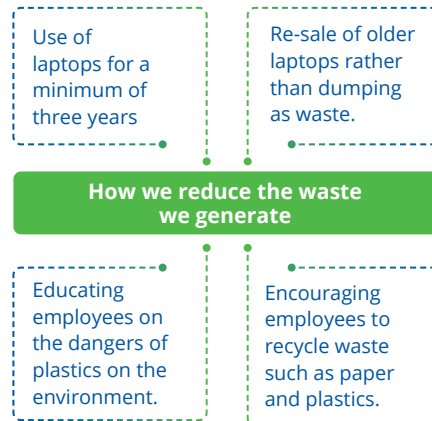 Use of
laptops for a
minimum of
three years
Re-sale of older
laptops rather
than dumping
as waste.
How we reduce the waste
we generate
Educating
employees on
the dangers of
plastics on the
environment.
Encouraging
employees to
recycle waste
such as paper
and plastics.